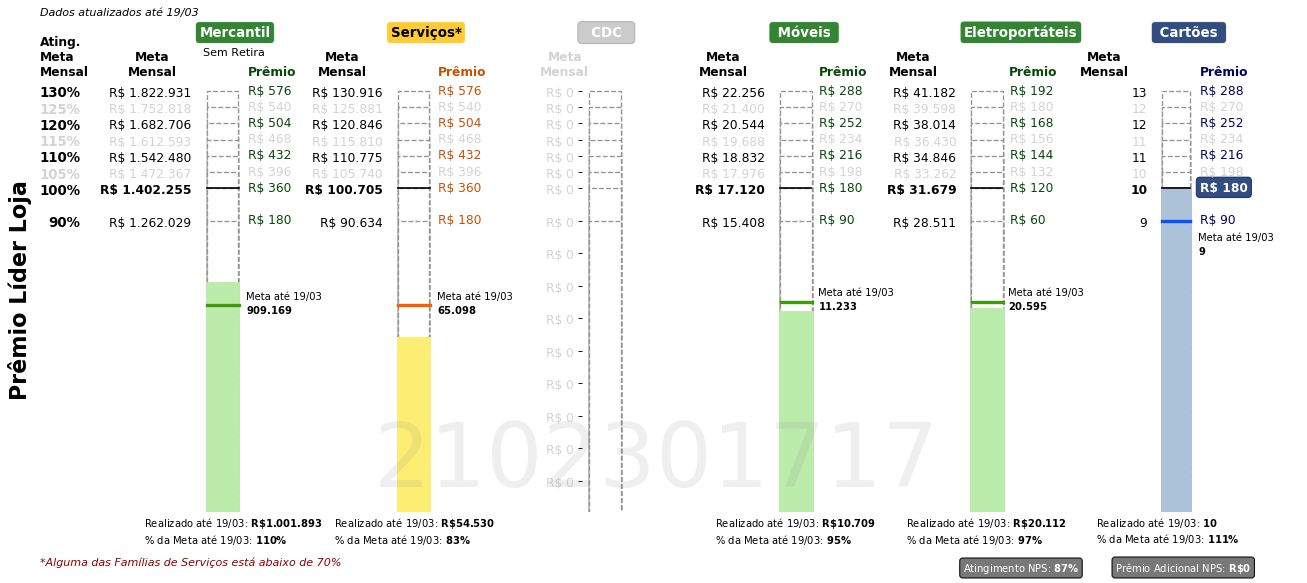 Dados atualizados até 19/03
Mercantil Serviços* CDC Móveis Eletroportáteis Cartões
Sem Retira
Ating. Meta Mensal Meta Mensal Prêmio Meta Mensal Prêmio Meta Mensal Meta Mensal Prêmio Meta Mensal Prêmio Meta Mensal Prêmio
130% R$ 1.822.931 R$ 576 R$ 130.916 R$ 576 R$ 0 R$ 22.256 R$ 288 R$ 41.182 R$ 192 13 R$ 288
125% R$ 1.752.818 R$ 540 R$ 125.881 R$ 540 R$ 0 R$ 21.400 R$ 270 R$ 39.598 R$ 180 12 R$ 270
120% R$ 1.682.706 R$ 504 R$ 120.846 R$ 504 R$ 0 R$ 20.544 R$ 252 R$ 38.014 R$ 168 12 R$ 252
115% R$ 1.612.593 R$ 468 R$ 115.810 R$ 468 R$ 0 R$ 19.688 R$ 234 R$ 36.430 R$ 156 11 R$ 234
110% R$ 1.542.480 R$ 432 R$ 110.775 R$ 432 R$ 0 R$ 18.832 R$ 216 R$ 34.846 R$ 144 11 R$ 216
105% R$ 1.472.367 R$ 396 R$ 105.740 R$ 396 R$ 0 R$ 17.976 R$ 198 R$ 33.262 R$ 132 10 R$ 198
100% R$ 1.402.255 R$ 360 R$ 100.705 R$ 360 R$ 0 R$ 17.120 R$ 180 R$ 31.679 R$ 120 10 R$ 180
90% R$ 1.262.029 R$ 180 R$ 90.634 R$ 180 R$ 0 R$ 15.408 R$ 90 R$ 28.511 R$ 60 9 R$ 90
Meta até 19/03
9
R$ 0
R$ 0
Meta até 19/03 Meta até 19/03 Meta até 19/03 Meta até 19/03
909.169 65.098 11.233 20.595
R$ 0
R$ 0
R$ 0
R$ 0
R$ 0
R$ 0
Prêmio Líder Loja
2102301717
Realizado até 19/03: R$1.001.893 Realizado até 19/03: R$54.530 Realizado até 19/03: R$10.709 Realizado até 19/03: R$20.112 Realizado até 19/03: 10
% da Meta até 19/03: 110% % da Meta até 19/03: 83% % da Meta até 19/03: 95% % da Meta até 19/03: 97% % da Meta até 19/03: 111%
*Alguma das Famílias de Serviços está abaixo de 70%
Atingimento NPS: 87% Prêmio Adicional NPS: R$0